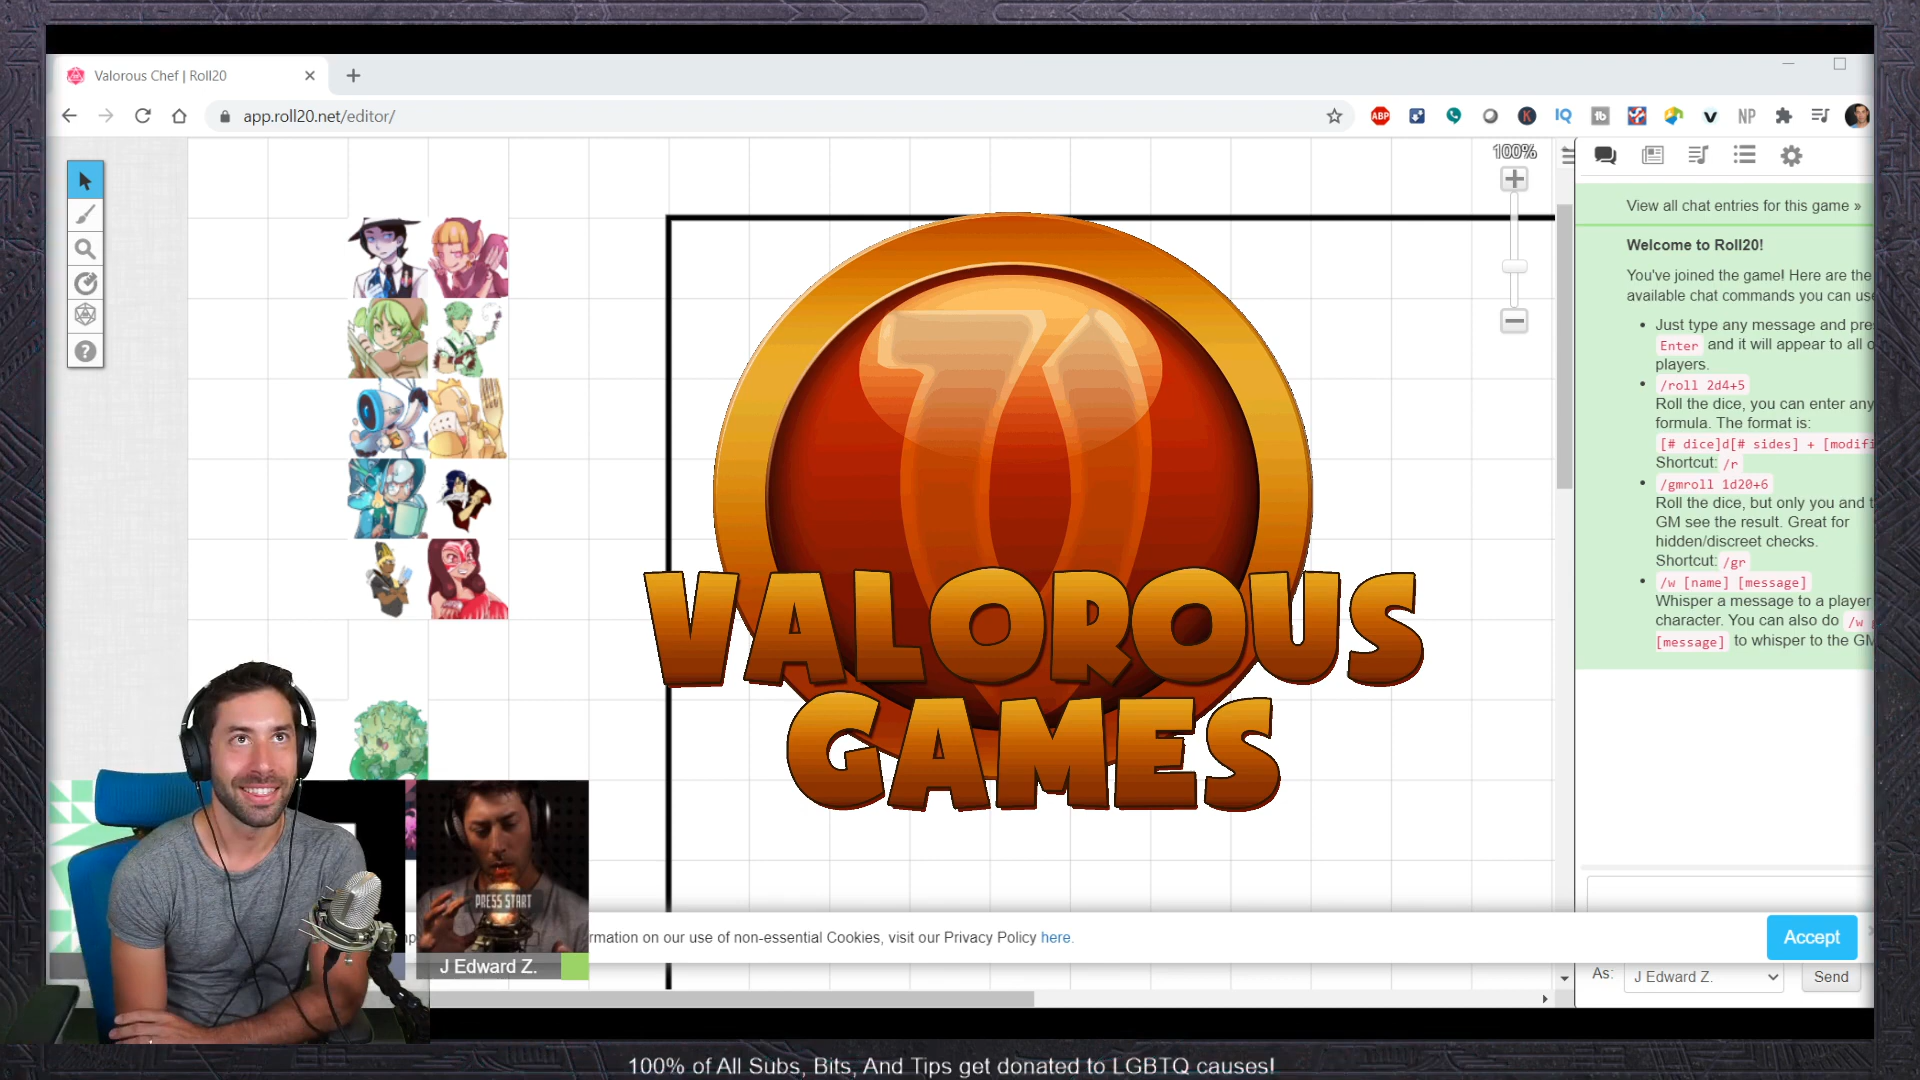 Valorous Chef | Roll20
app.roll20.net/editor/
ABP
K
IQ
tb
V
NP
100%
View all chat entries for this game »
Welcome to Roll20!
You've joined the game! Here are the
available chat commands you can use
Just type any message and pre
Enter and it will appear to all o
players.
/roll 2d4+5
Roll the dice, you can enter any
formula. The format is:
[# dice]d[# sides] + [modifi
Shortcut: /r
/gmroll 1d20+6
Roll the dice, but only you and t
GM see the result. Great for
hidden/discreet checks.
Shortcut: /gr
/w [name] [message]
Whisper a message to a player
character. You can also do /w
[message] to whisper to the GM
VALOROUS
GAMES
PRESS START
J Edward Z.
rmation on our use of non-essential Cookies, visit our Privacy Policy here.
Accept
As:
J Edward Z.
Send
100% of All Subs, Bits, And Tips get donated to LGBTQ causes!